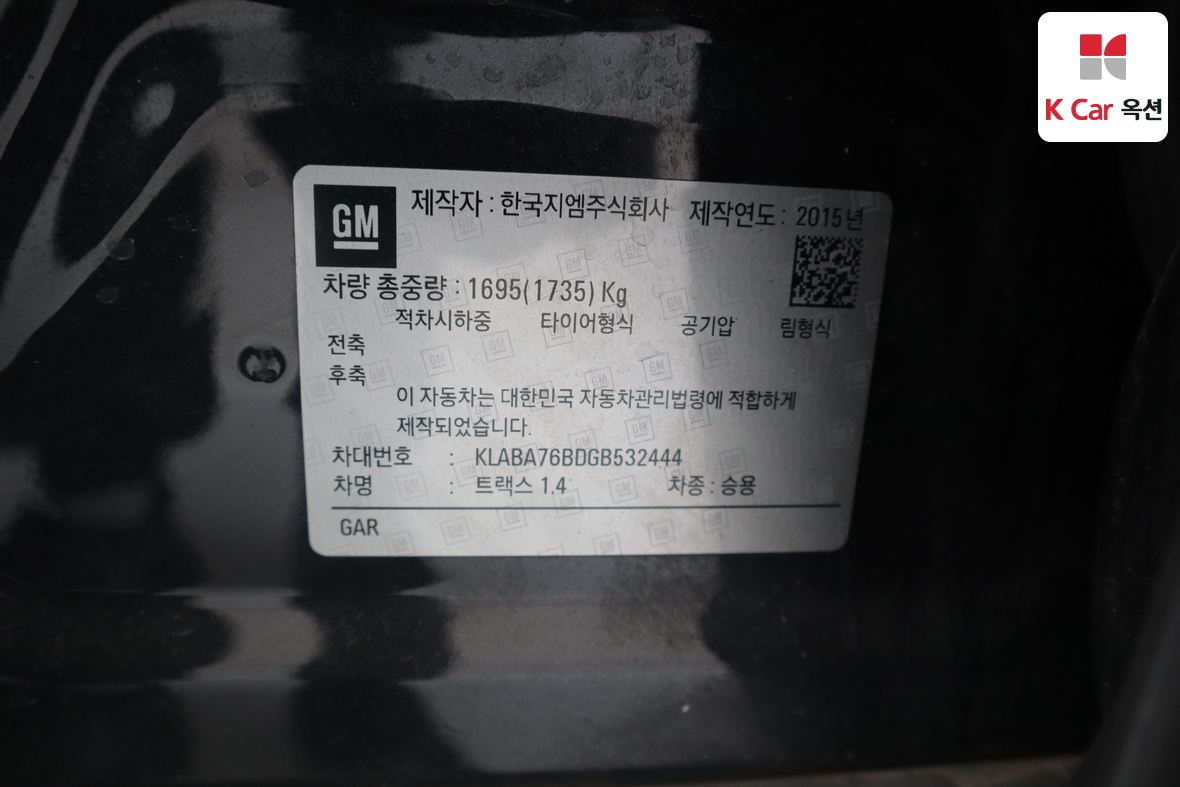 K Car 옥션
GM 제작자 : 한국지엠주식회사 제작연도 : 2015 년
차량 총중량 : 1695(1735) Kg
적차시하중 타이어형식 공기압 림형식
전축
후축
이 자동차는 대한민국 자동차관리법령에 적합하게
제작되었습니다.
차대번호 : KLABA76BDGB532444
차명 : 트랙스 1.4 차종 : 승용
GAR